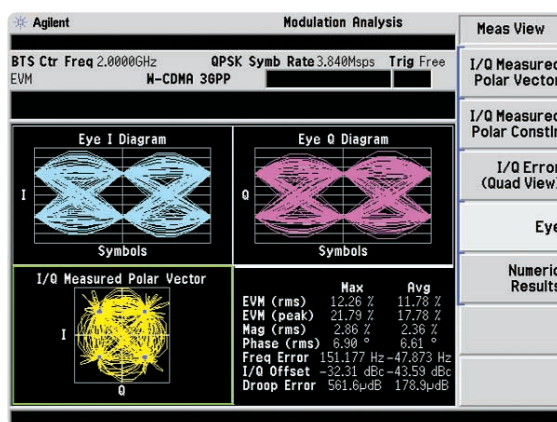 Agilent
Modulation Analysis
Meas View
BTS Ctr Freq 2.0000GHz
QPSK Symb Rate 3.840Msps
Trig Free
EVM
W-CDMA 3GPP
I/Q Measured
Polar Vector
I/Q Measured
Polar Constln
I/Q Error
(Quad View)
Eye
Numeric
Results
Eye I Diagram
I
Symbols
Eye Q Diagram
Q
Symbols
I/Q Measured Polar Vector
I
Q
Max Avg
EVM (rms) 12.26 % 11.78 %
EVM (peak) 21.79 % 17.78 %
Mag (rms) 2.86 % 2.36 %
Phase (rms) 6.90 ° 6.61 °
Freq Error 151.177 Hz -47.873 Hz
I/Q Offset -32.31 dBc -43.59 dBc
Droop Error 561.6µdB 178.9µdB